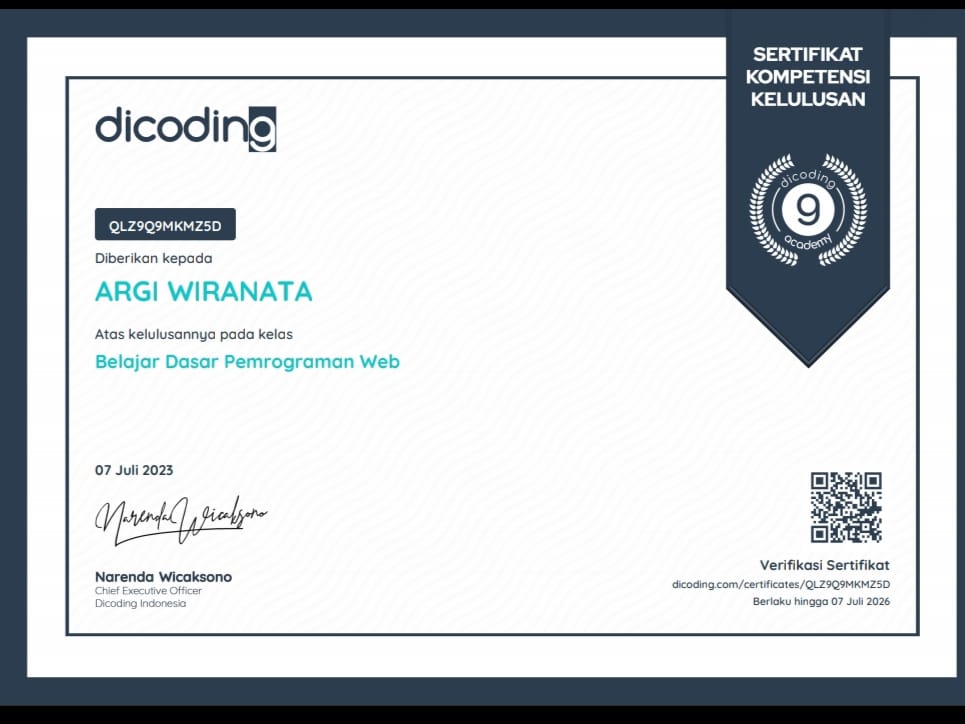 SERTIFIKAT
KOMPETENSI
KELULUSAN
dicoding
dicoding
9
academy
QLZ9Q9MKMZ5D
Diberikan kepada
ARGI WIRANATA
Atas kelulusannya pada kelas
Belajar Dasar Pemrograman Web
07 Juli 2023
Narenda Wicaksono
Narenda Wicaksono
Chief Executive Officer
Dicoding Indonesia
Verifikasi Sertifikat
dicoding.com/certificates/QLZ9Q9MKMZ5D
Berlaku hingga 07 Juli 2026